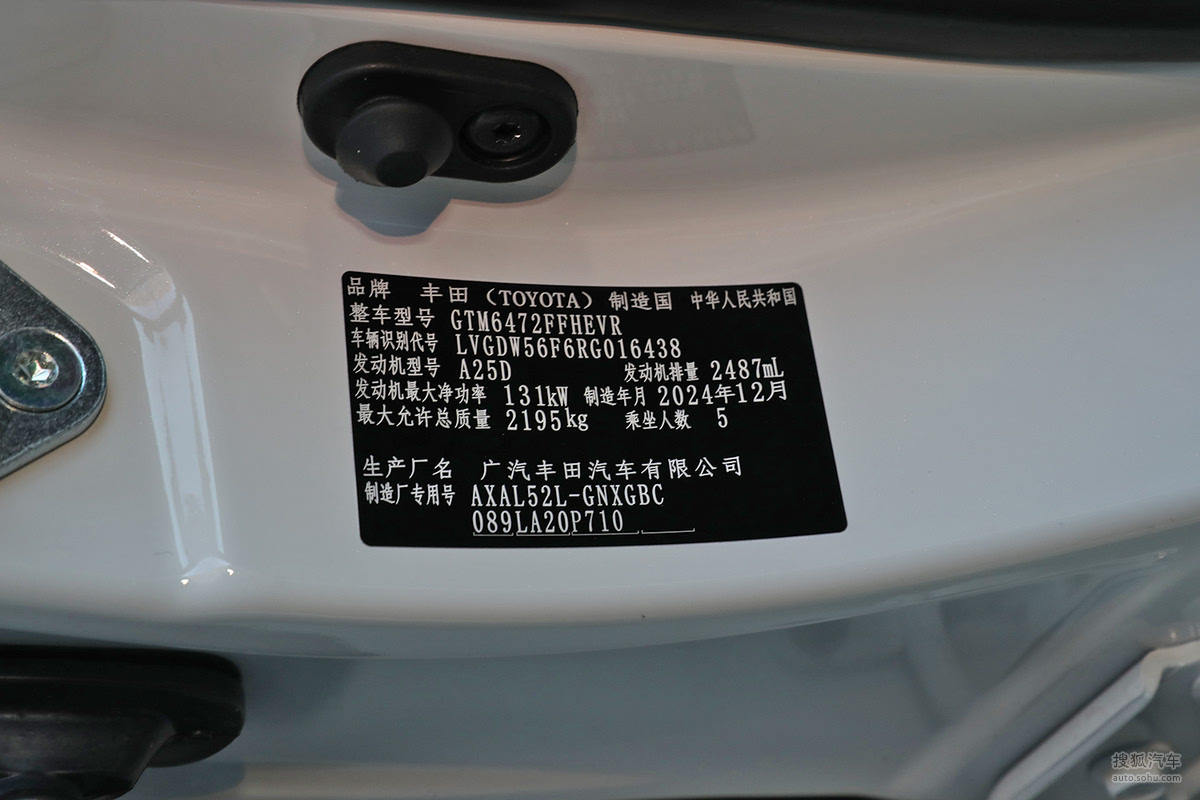 品牌 丰田（TOYOTA）制造国 中华人民共和国
整车型号 GTM6472FFHEVR
车辆识别代号 LVGDW56F6RG016438
发动机型号 A25D 发动机排量 2487mL
发动机最大净功率 131kW 制造年月 2024年12月
最大允许总质量 2195kg 乘坐人数 5
生产厂名 广汽丰田汽车有限公司
制造厂专用号 AXAL52L-GNXGBC
089LA20P710
搜狐汽车
auto.sohu.com